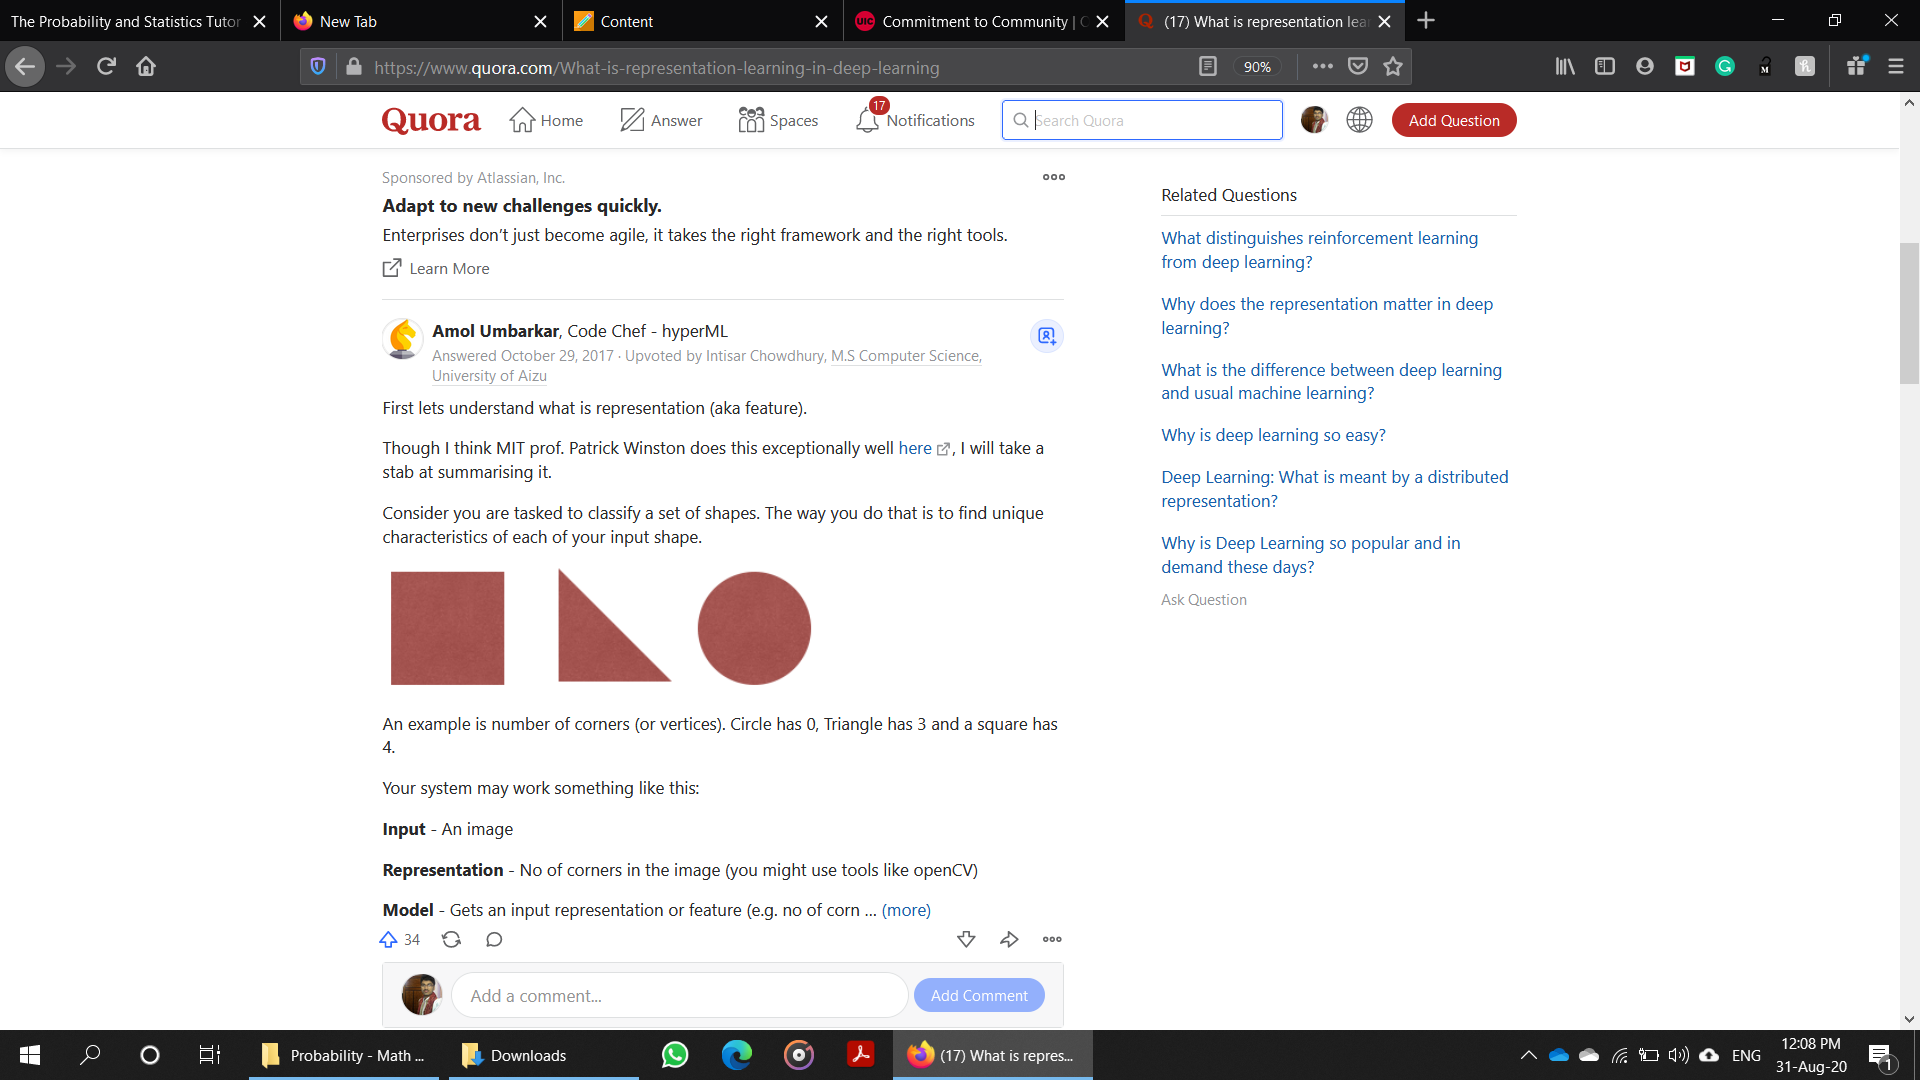 The Probability and Statistics Tutor
New Tab
Content
Commitment to Community | C
(17) What is representation lear
https://www.quora.com/What-is-representation-learning-in-deep-learning
90%
Quora
Home
Answer
Spaces
17
Notifications
Search Quora
Add Question
Sponsored by Atlassian, Inc.
Adapt to new challenges quickly.
Enterprises don't just become agile, it takes the right framework and the right tools.
Learn More
Amol Umbarkar, Code Chef - hyperML
Answered October 29, 2017 · Upvoted by Intisar Chowdhury, M.S Computer Science,
University of Aizu
First lets understand what is representation (aka feature).
Though I think MIT prof. Patrick Winston does this exceptionally well here, I will take a
stab at summarising it.
Consider you are tasked to classify a set of shapes. The way you do that is to find unique
characteristics of each of your input shape.
An example is number of corners (or vertices). Circle has 0, Triangle has 3 and a square has
4.
Your system may work something like this:
Input - An image
Representation - No of corners in the image (you might use tools like openCV)
Model - Gets an input representation or feature (e.g. no of corn ... (more)
34
Add a comment...
Add Comment
Related Questions
What distinguishes reinforcement learning
from deep learning?
Why does the representation matter in deep
learning?
What is the difference between deep learning
and usual machine learning?
Why is deep learning so easy?
Deep Learning: What is meant by a distributed
representation?
Why is Deep Learning so popular and in
demand these days?
Ask Question
Probability - Math ...
Downloads
(17) What is repres...
ENG
12:08 PM
31-Aug-20
1